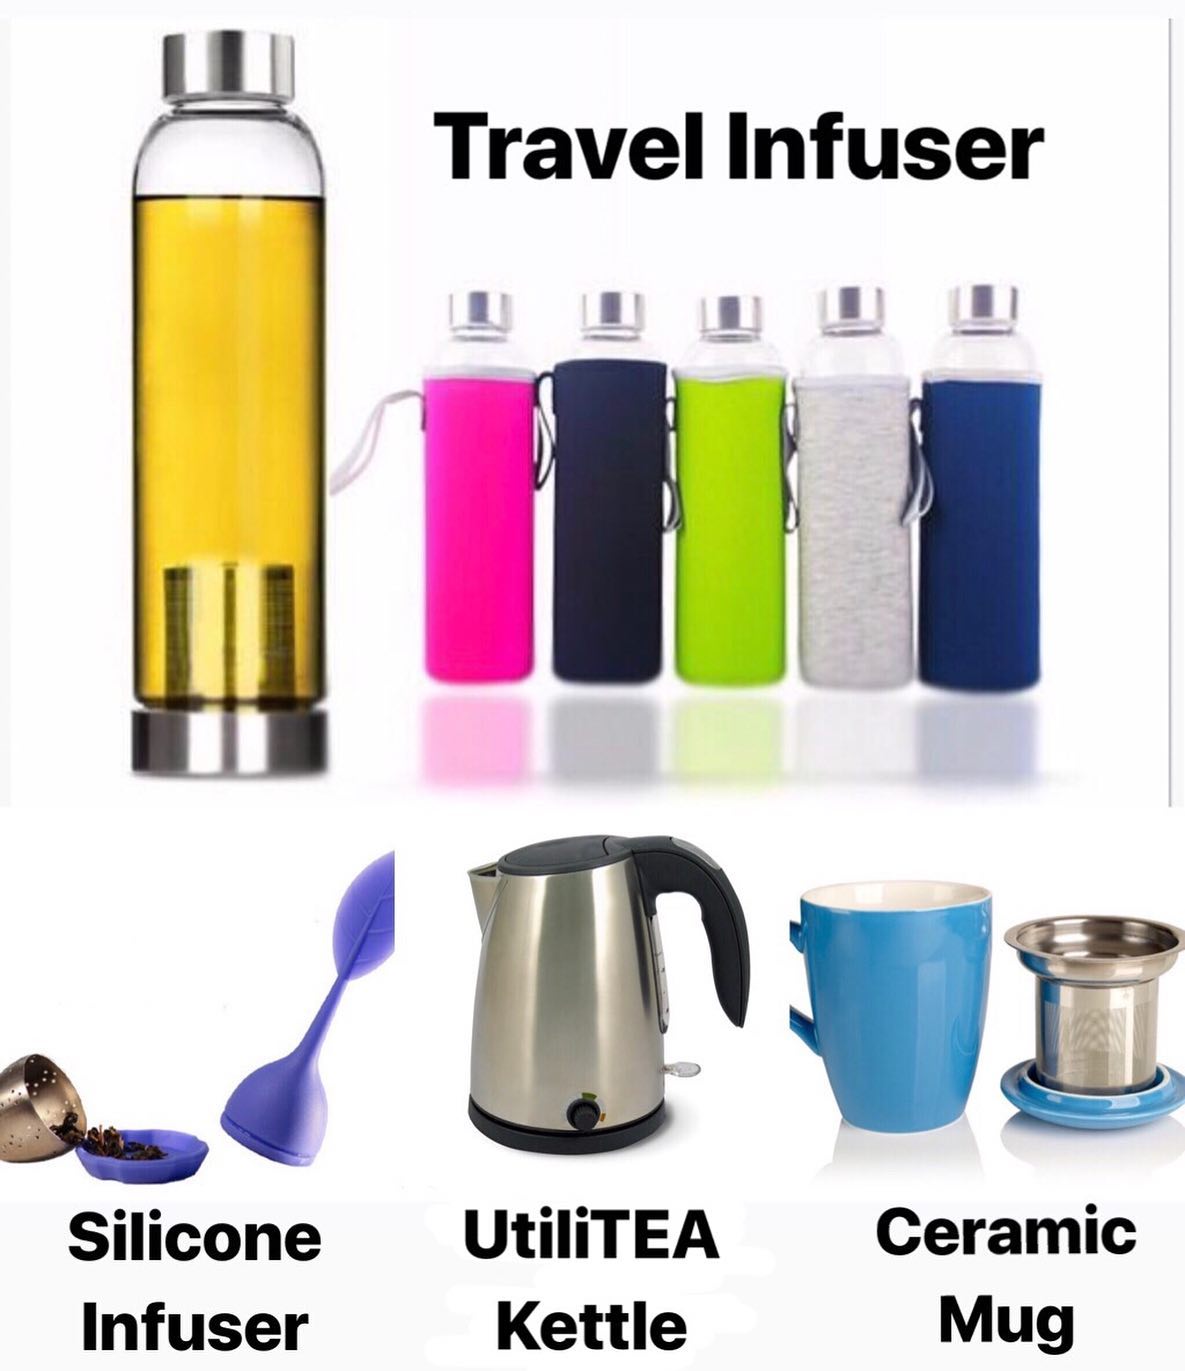 Travel Infuser
Silicone
Infuser
UtiliTEA
Kettle
Ceramic
Mug